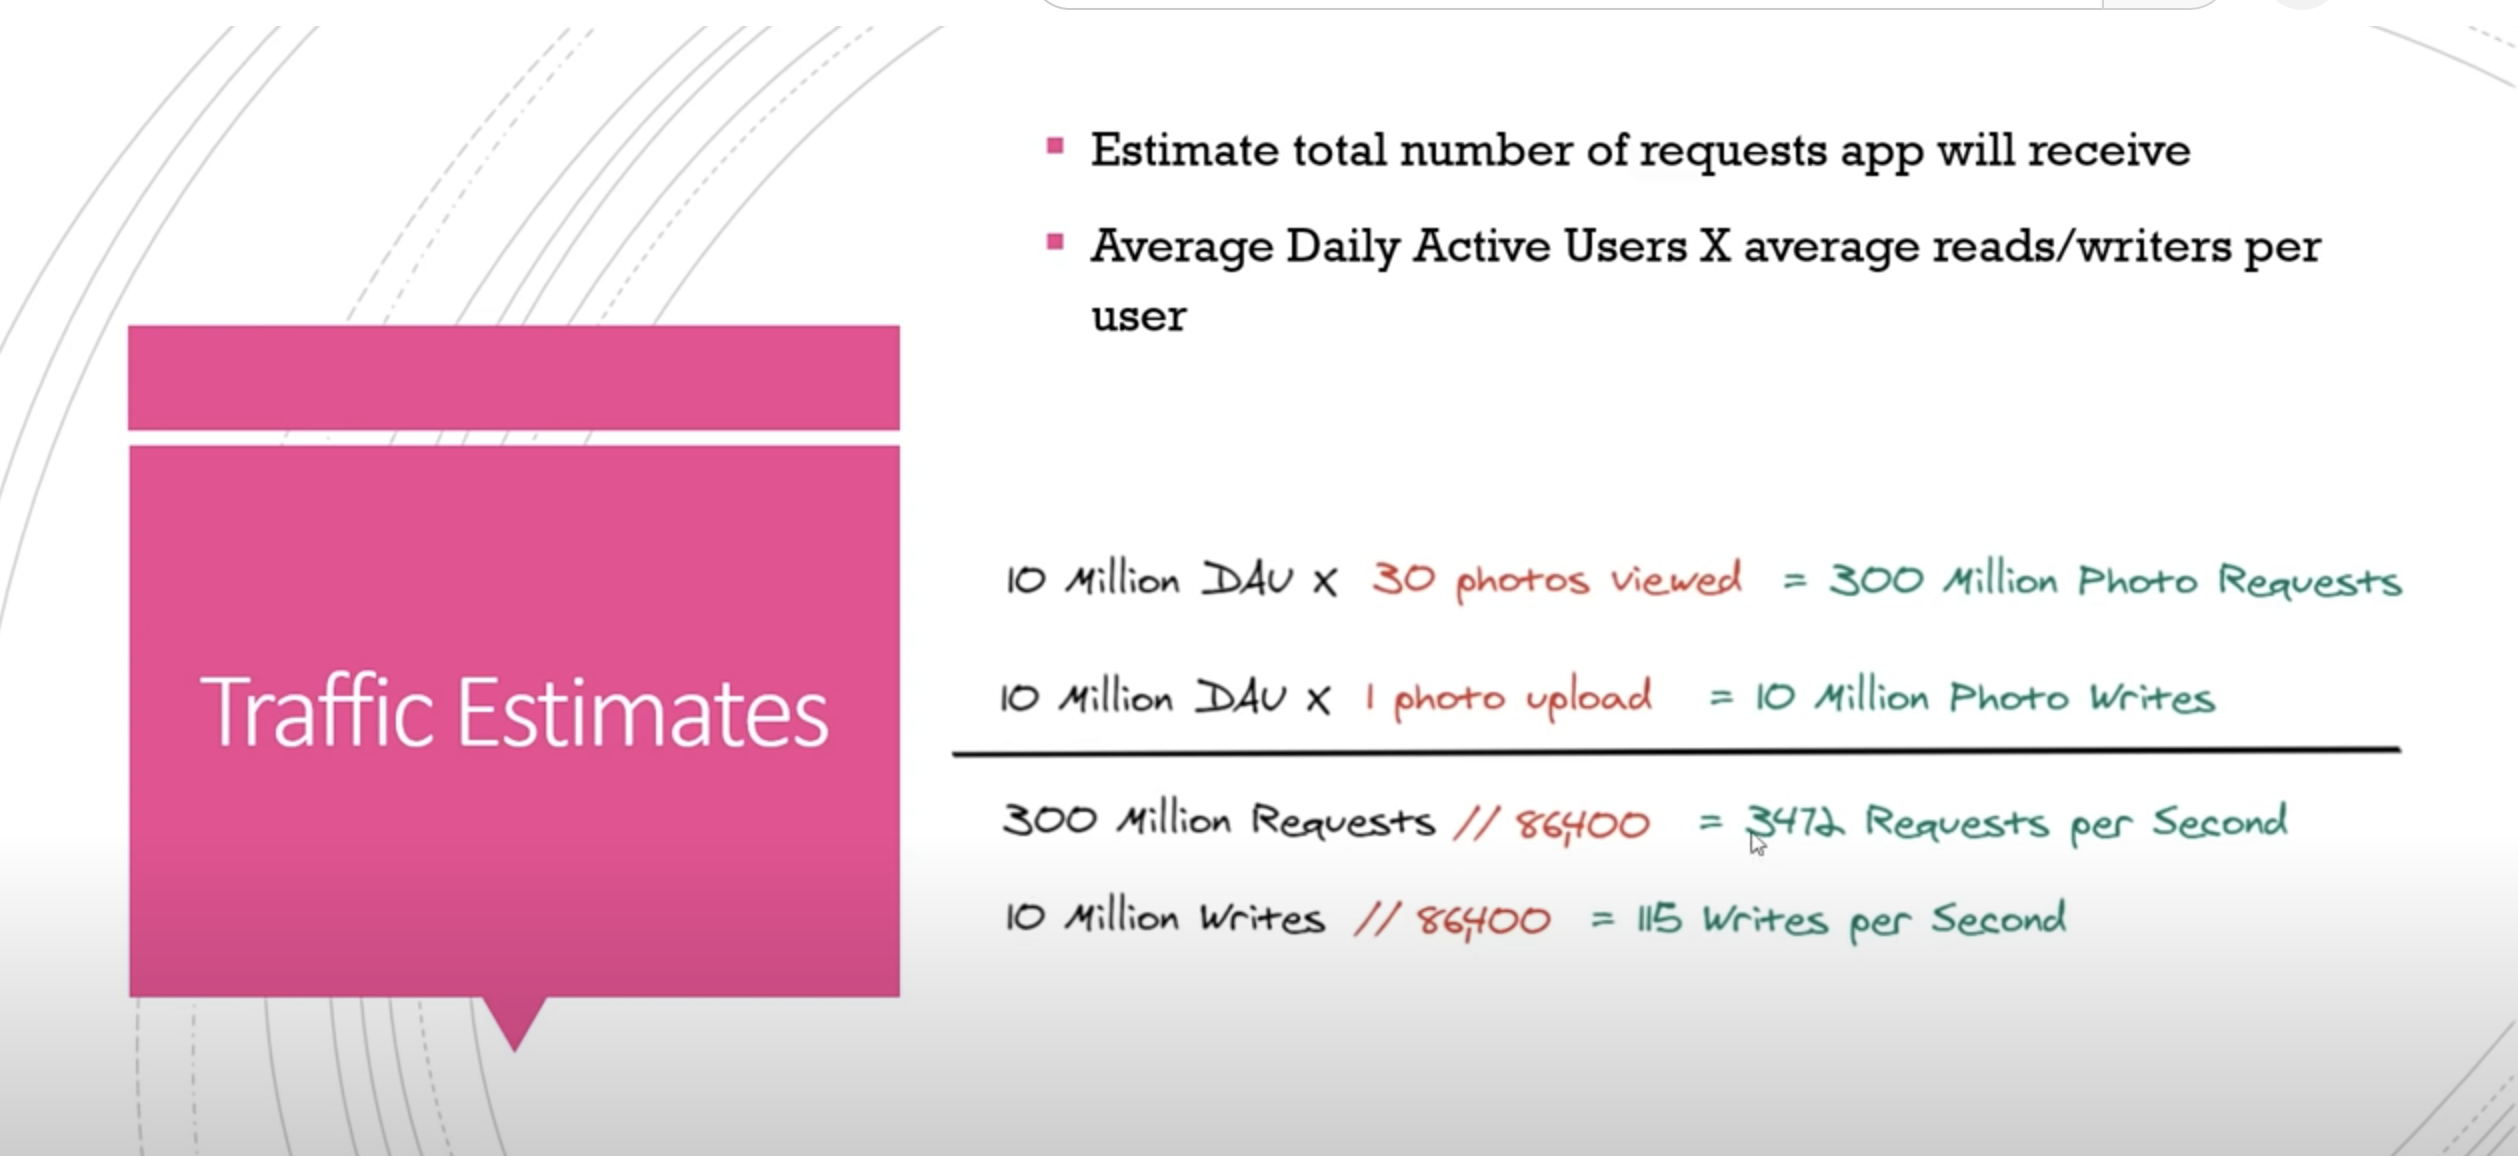 Estimate total number of requests app will receive
Average Daily Active Users X average reads/writers per
user
Traffic Estimates
10 Million DAU X 30 photos viewed = 300 Million Photo Requests
10 Million DAU X 1 photo upload = 10 Million Photo Writes
300 Million Requests // 86,400 = 3472 Requests per Second
10 Million Writes // 86,400 = 115 Writes per Second